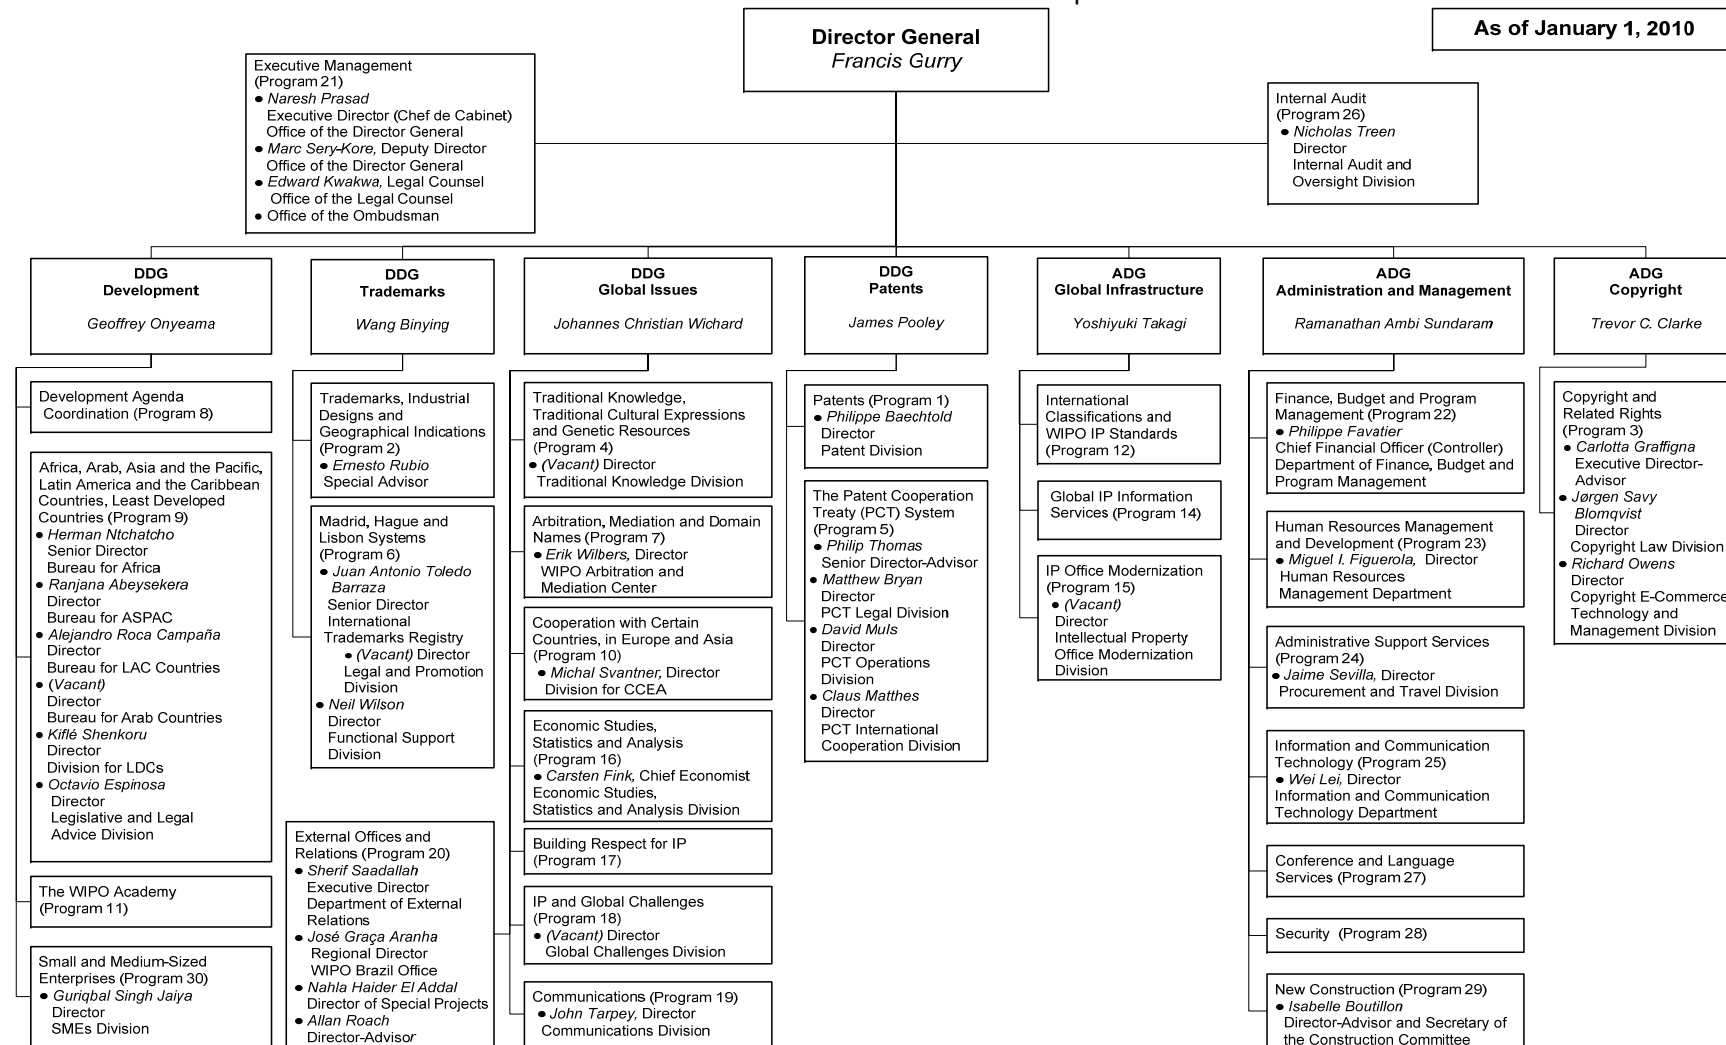 Director General
Francis Gurry
As of January 1, 2010
Executive Management
(Program 21)
● Naresh Prasad
Executive Director (Chef de Cabinet)
Office of the Director General
● Marc Sery-Kore, Deputy Director
Office of the Director General
● Edward Kwakwa, Legal Counsel
Office of the Legal Counsel
● Office of the Ombudsman
Internal Audit
(Program 26)
● Nicholas Treen
Director
Internal Audit and
Oversight Division
DDG
Development
Geoffrey Onyeama
Development Agenda
Coordination (Program 8)
Africa, Arab, Asia and the Pacific,
Latin America and the Caribbean
Countries, Least Developed
Countries (Program 9)
● Herman Ntchatcho
Senior Director
Bureau for Africa
● Ranjana Abeysekera
Director
Bureau for ASPAC
● Alejandro Roca Campaña
Director
Bureau for LAC Countries
● (Vacant)
Director
Bureau for Arab Countries
● Kiflé Shenkoru
Director
Division for LDCs
● Octavio Espinosa
Director
Legislative and Legal
Advice Division
The WIPO Academy
(Program 11)
Small and Medium-Sized
Enterprises (Program 30)
● Guriqbal Singh Jaiya
Director
SMEs Division
DDG
Trademarks
Wang Binying
Trademarks, Industrial
Designs and
Geographical Indications
(Program 2)
● Ernesto Rubio
Special Advisor
Madrid, Hague and
Lisbon Systems
(Program 6)
● Juan Antonio Toledo
Barraza
Senior Director
International
Trademarks Registry
● (Vacant) Director
Legal and Promotion
Division
● Neil Wilson
Director
Functional Support
Division
External Offices and
Relations (Program 20)
● Sherif Saadallah
Executive Director
Department of External
Relations
● José Graça Aranha
Regional Director
WIPO Brazil Office
● Nahla Haider El Addal
Director of Special Projects
● Allan Roach
Director-Advisor
DDG
Global Issues
Johannes Christian Wichard
Traditional Knowledge,
Traditional Cultural Expressions
and Genetic Resources
(Program 4)
● (Vacant) Director
Traditional Knowledge Division
Arbitration, Mediation and Domain
Names (Program 7)
● Erik Wilbers, Director
WIPO Arbitration and
Mediation Center
Cooperation with Certain
Countries, in Europe and Asia
(Program 10)
● Michal Svantner, Director
Division for CCEA
Economic Studies,
Statistics and Analysis
(Program 16)
● Carsten Fink, Chief Economist
Economic Studies,
Statistics and Analysis Division
Building Respect for IP
(Program 17)
IP and Global Challenges
(Program 18)
● (Vacant) Director
Global Challenges Division
Communications (Program 19)
● John Tarpey, Director
Communications Division
DDG
Patents
James Pooley
Patents (Program 1)
● Philippe Baechtold
Director
Patent Division
The Patent Cooperation
Treaty (PCT) System
(Program 5)
● Philip Thomas
Senior Director-Advisor
● Matthew Bryan
Director
PCT Legal Division
● David Muls
Director
PCT Operations
Division
● Claus Matthes
Director
PCT International
Cooperation Division
ADG
Global Infrastructure
Yoshiyuki Takagi
International
Classifications and
WIPO IP Standards
(Program 12)
Global IP Information
Services (Program 14)
IP Office Modernization
(Program 15)
● (Vacant)
Director
Intellectual Property
Office Modernization
Division
ADG
Administration and Management
Ramanathan Ambi Sundaram
Finance, Budget and Program
Management (Program 22)
● Philippe Favatier
Chief Financial Officer (Controller)
Department of Finance, Budget and
Program Management
Human Resources Management
and Development (Program 23)
● Miguel I. Figuerola, Director
Human Resources
Management Department
Administrative Support Services
(Program 24)
● Jaime Sevilla, Director
Procurement and Travel Division
Information and Communication
Technology (Program 25)
● Wei Lei, Director
Information and Communication
Technology Department
Conference and Language
Services (Program 27)
Security (Program 28)
New Construction (Program 29)
● Isabelle Boutillon
Director-Advisor and Secretary of
the Construction Committee
ADG
Copyright
Trevor C. Clarke
Copyright and
Related Rights
(Program 3)
● Carlotta Graffigna
Executive Director-
Advisor
● Jørgen Savy
Blomqvist
Director
Copyright Law Division
● Richard Owens
Director
Copyright E-Commerce
Technology and
Management Division